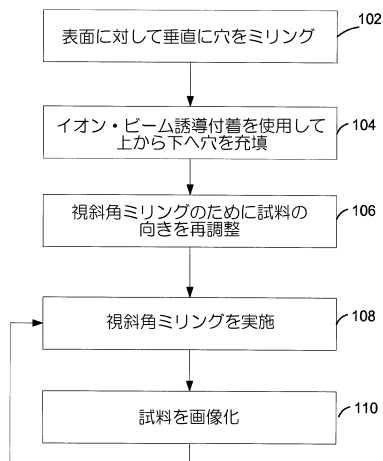 表面に対して垂直に穴をミリング
102
イオン・ビーム誘導付着を使用して
上から下へ穴を充填
104
視斜角ミリングのために試料の
向きを再調整
106
視斜角ミリングを実施
108
試料を画像化
110